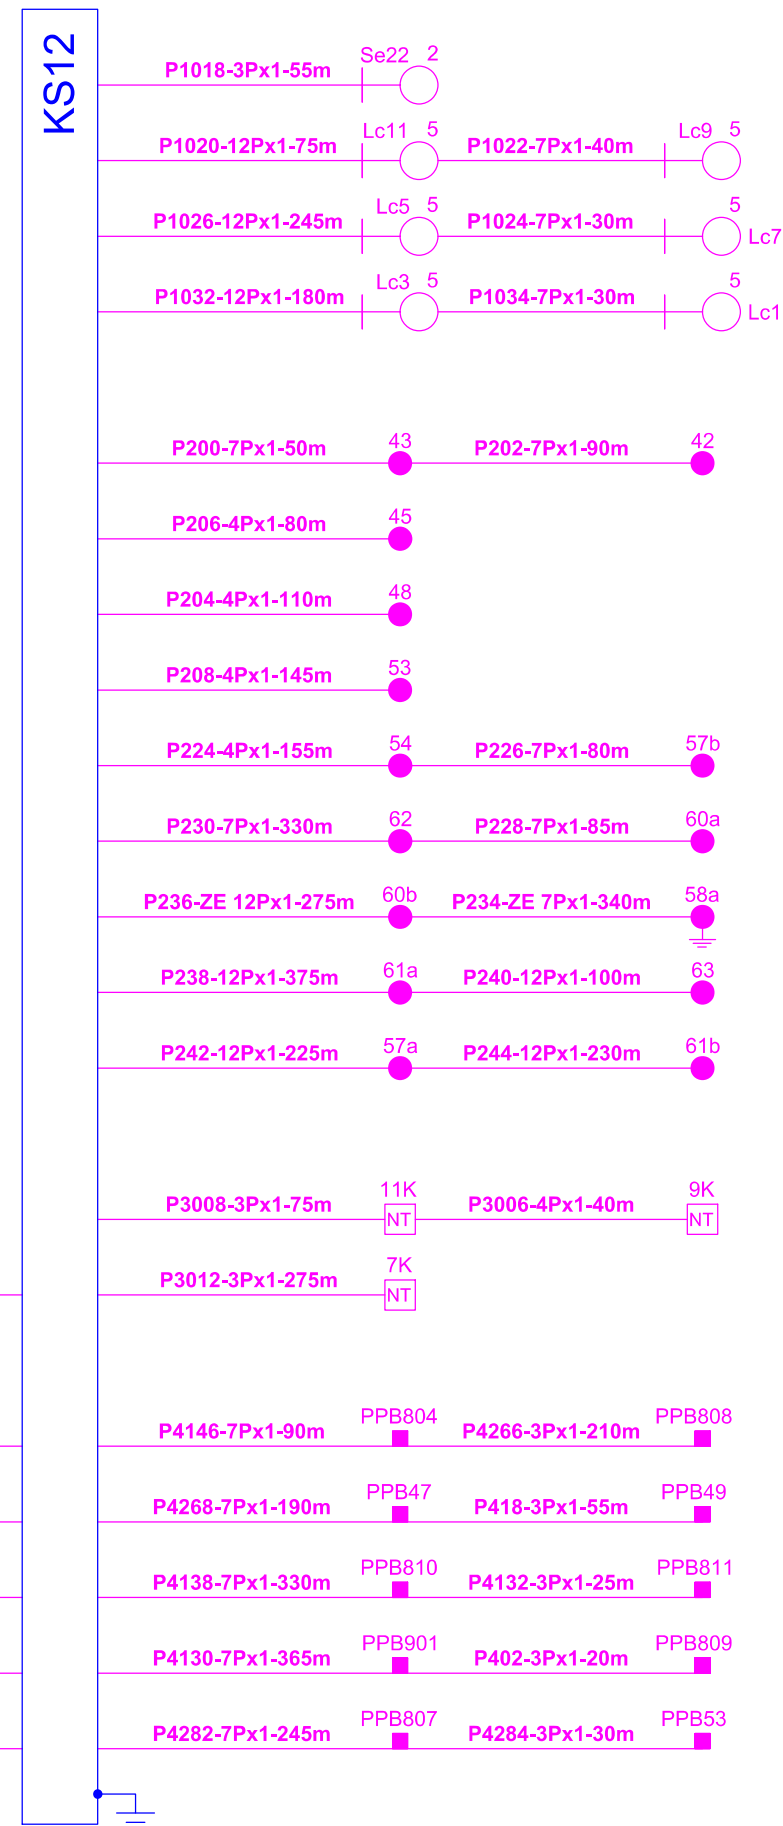 KS12
P1018-3Px1-55m Se22 2
P1020-12Px1-75m Lc11 5 P1022-7Px1-40m Lc9 5
P1026-12Px1-245m Lc5 5 P1024-7Px1-30m 5 Lc7
P1032-12Px1-180m Lc3 5 P1034-7Px1-30m 5 Lc1
P200-7Px1-50m 43 P202-7Px1-90m 42
P206-4Px1-80m 45
P204-4Px1-110m 48
P208-4Px1-145m 53
P224-4Px1-155m 54 P226-7Px1-80m 57b
P230-7Px1-330m 62 P228-7Px1-85m 60a
P236-ZE 12Px1-275m 60b P234-ZE 7Px1-340m 58a
P238-12Px1-375m 61a P240-12Px1-100m 63
P242-12Px1-225m 57a P244-12Px1-230m 61b
P3008-3Px1-75m 11K P3006-4Px1-40m 9K
NT NT
P3012-3Px1-275m 7K
NT
P4146-7Px1-90m PPB804 P4266-3Px1-210m PPB808
P4268-7Px1-190m PPB47 P418-3Px1-55m PPB49
P4138-7Px1-330m PPB810 P4132-3Px1-25m PPB811
P4130-7Px1-365m PPB901 P402-3Px1-20m PPB809
P4282-7Px1-245m PPB807 P4284-3Px1-30m PPB53